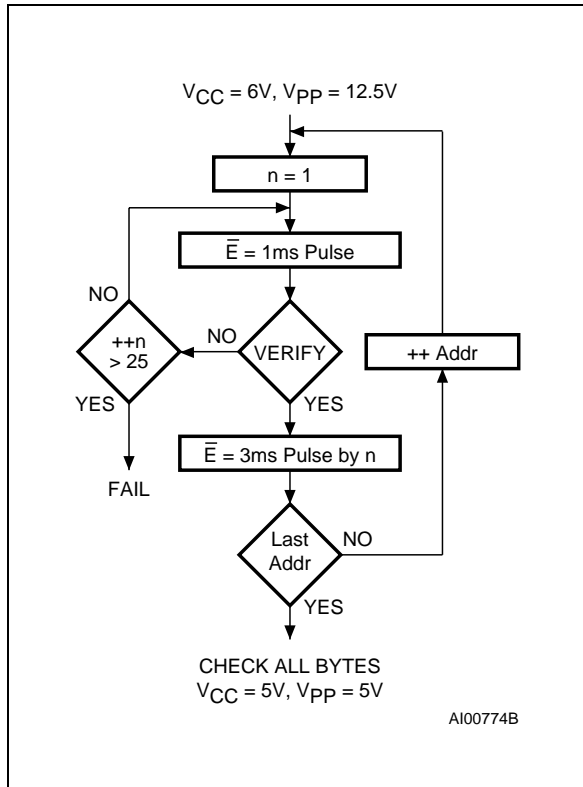 VCC = 6V, VPP = 12.5V
n = 1
E̅ = 1ms Pulse
NO
++n
> 25
NO
VERIFY
++ Addr
YES
YES
E̅ = 3ms Pulse by n
FAIL
Last
Addr
NO
YES
CHECK ALL BYTES
VCC = 5V, VPP = 5V
AI00774B